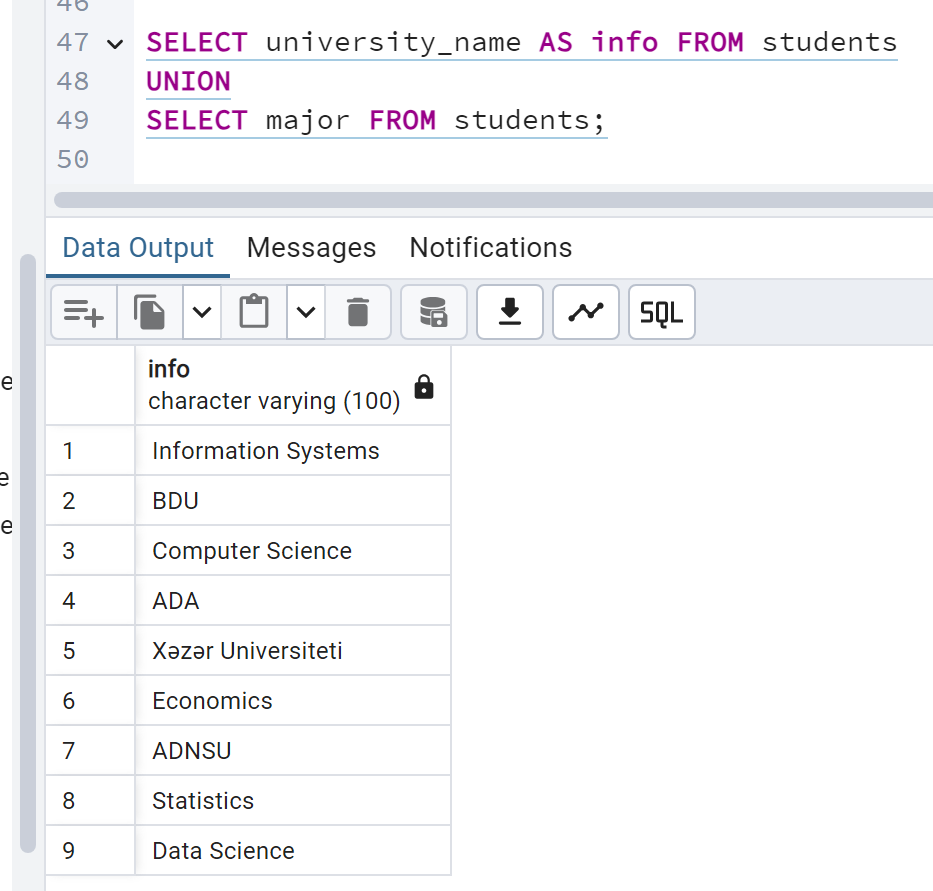 46
47 SELECT university_name AS info FROM students
48 UNION
49 SELECT major FROM students;
50
Data Output Messages Notifications
SQL
info
character varying (100)
1 Information Systems
2 BDU
3 Computer Science
4 ADA
5 Xəzər Universiteti
6 Economics
7 ADNSU
8 Statistics
9 Data Science
e
e
e